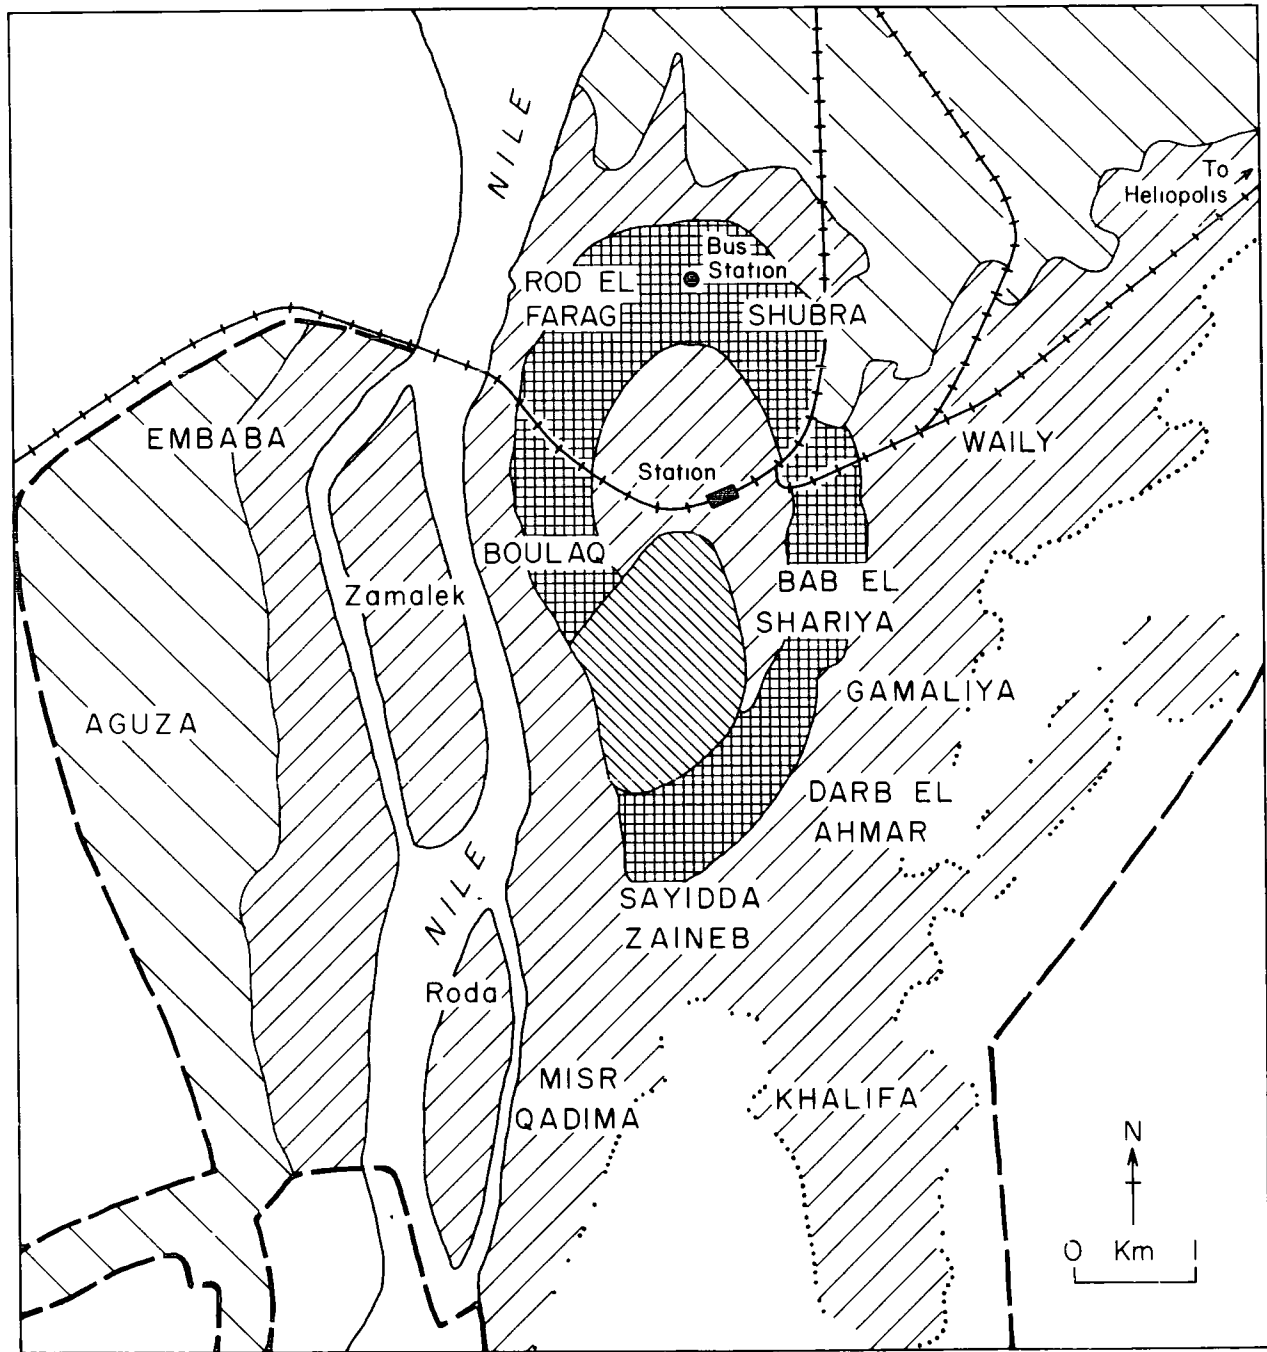 NILE
To
Heliopolis
Bus
Station
ROD EL
FARAG
SHUBRA
EMBABA
WAILY
Station
BOULAQ
Zamalek
BAB EL
SHARIYA
GAMALIYA
AGUZA
DARB EL
AHMAR
NILE
SAYIDDA
ZAINEB
Roda
MISR
QADIMA
KHALIFA
N
0 Km 1